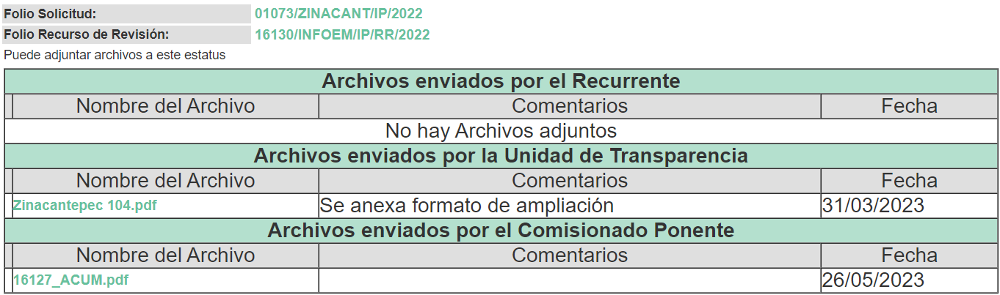 Folio Solicitud: 01073/ZINACANT/IP/2022
Folio Recurso de Revisión: 16130/INFOEM/IP/RR/2022
Puede adjuntar archivos a este estatus
Archivos enviados por el Recurrente
Nombre del Archivo Comentarios Fecha
No hay Archivos adjuntos
Archivos enviados por la Unidad de Transparencia
Nombre del Archivo Comentarios Fecha
Zinacantepec 104.pdf Se anexa formato de ampliación 31/03/2023
Archivos enviados por el Comisionado Ponente
Nombre del Archivo Comentarios Fecha
16127_ACUM.pdf 26/05/2023